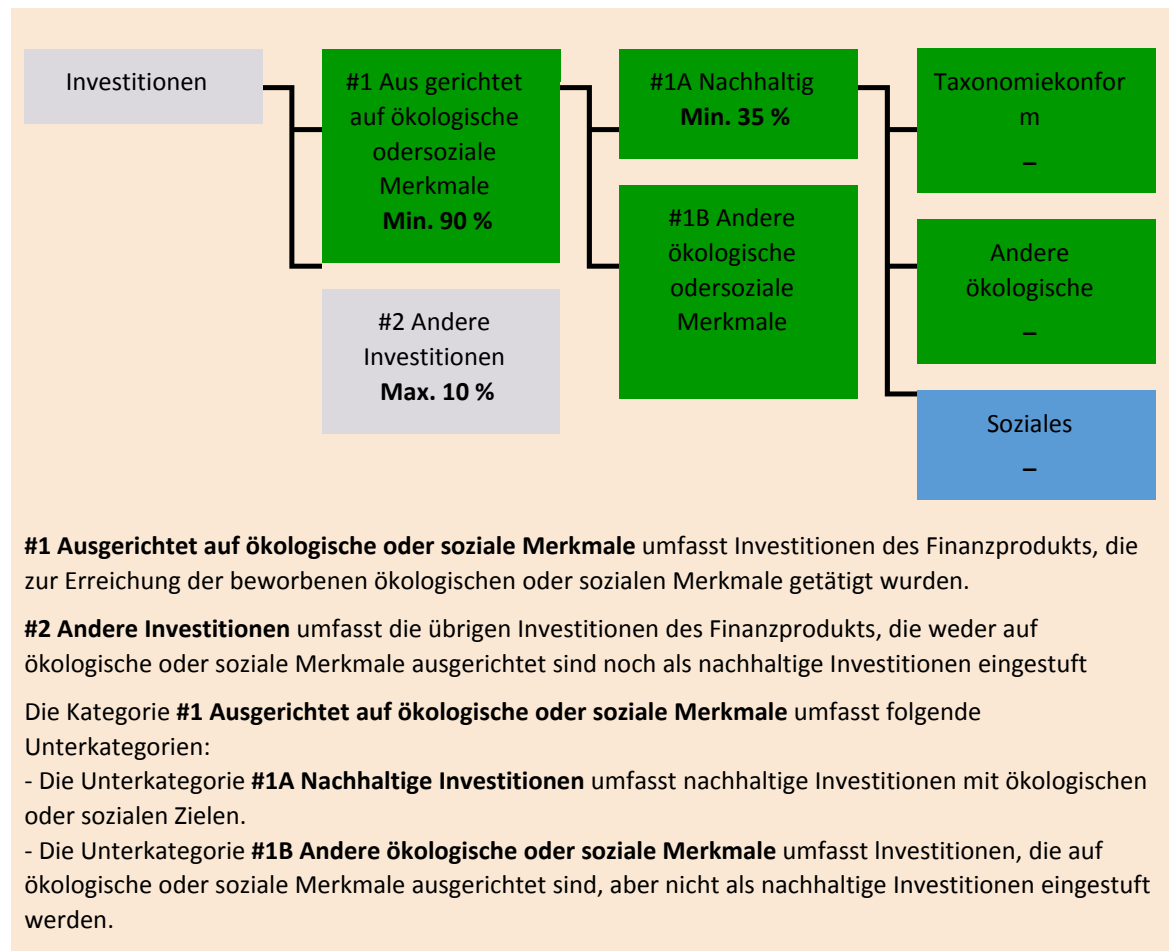 Investitionen
#1 Aus gerichtet
auf ökologische
odersoziale
Merkmale
Min. 90 %
#2 Andere
Investitionen
Max. 10 %
#1A Nachhaltig
Min. 35 %
#1B Andere
ökologische
odersoziale
Merkmale
Taxonomiekonfor
m
–
Andere
ökologische
–
Soziales
–
#1 Ausgerichtet auf ökologische oder soziale Merkmale umfasst Investitionen des Finanzprodukts, die
zur Erreichung der beworbenen ökologischen oder sozialen Merkmale getätigt wurden.
#2 Andere Investitionen umfasst die übrigen Investitionen des Finanzprodukts, die weder auf
ökologische oder soziale Merkmale ausgerichtet sind noch als nachhaltige Investitionen eingestuft
Die Kategorie #1 Ausgerichtet auf ökologische oder soziale Merkmale umfasst folgende
Unterkategorien:
- Die Unterkategorie #1A Nachhaltige Investitionen umfasst nachhaltige Investitionen mit ökologischen
oder sozialen Zielen.
- Die Unterkategorie #1B Andere ökologische oder soziale Merkmale umfasst lnvestitionen, die auf
ökologische oder soziale Merkmale ausgerichtet sind, aber nicht als nachhaltige Investitionen eingestuft
werden.